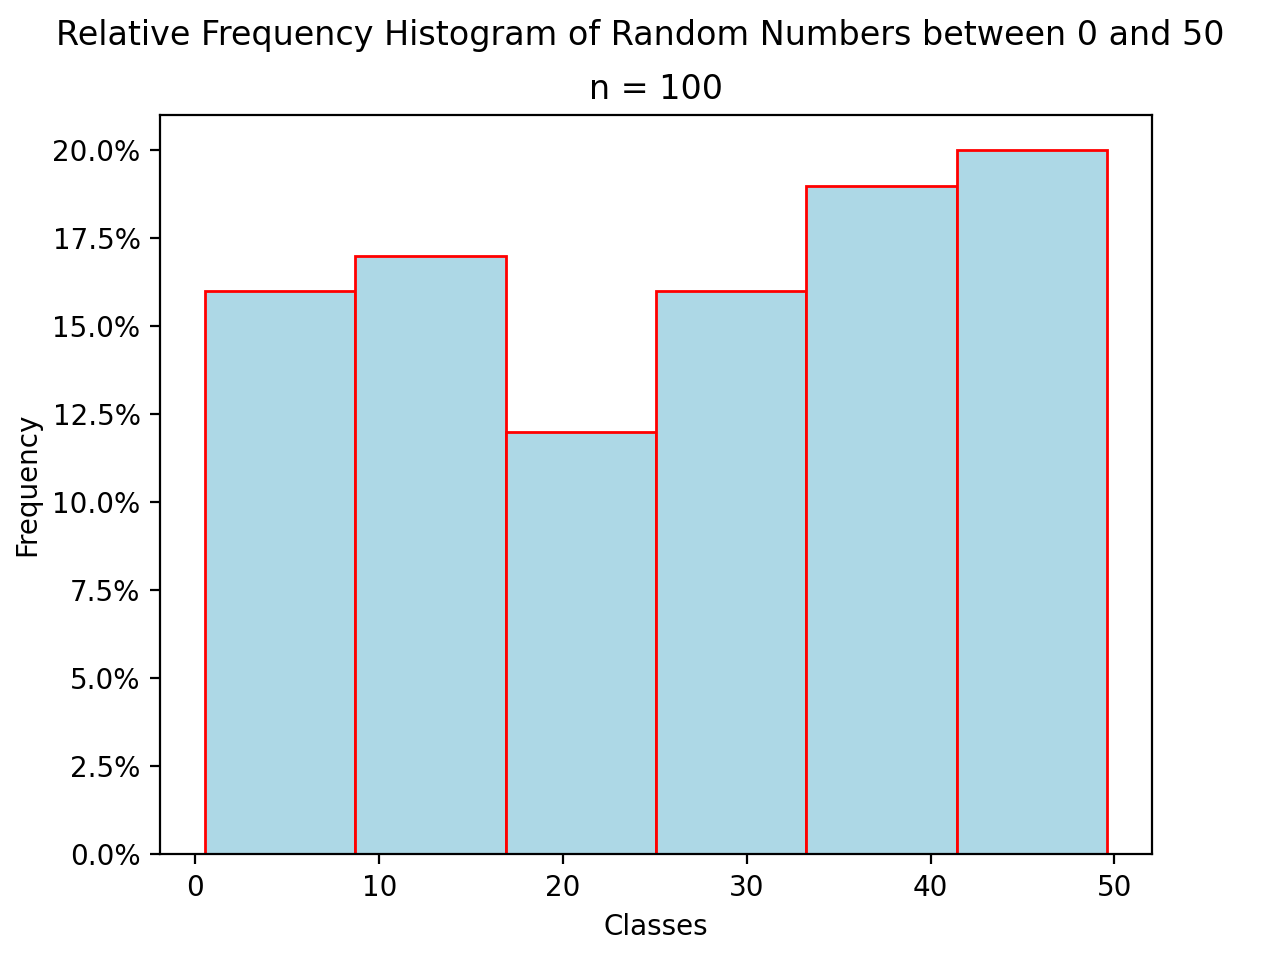 Relative Frequency Histogram of Random Numbers between 0 and 50
n = 100
20.0%
17.5%
15.0%
12.5%
10.0%
7.5%
5.0%
2.5%
0.0%
Frequency
0 10 20 30 40 50
Classes